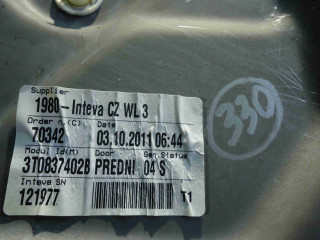 Supplier
1980-Inteva CZ WL 3
Order n.(C) Date
70342 03.10.2011 06:44
Modul Id(M) Door Gen.Status
3T0837402B PREDNI 04 S
Inteva SN
121977 T1
330